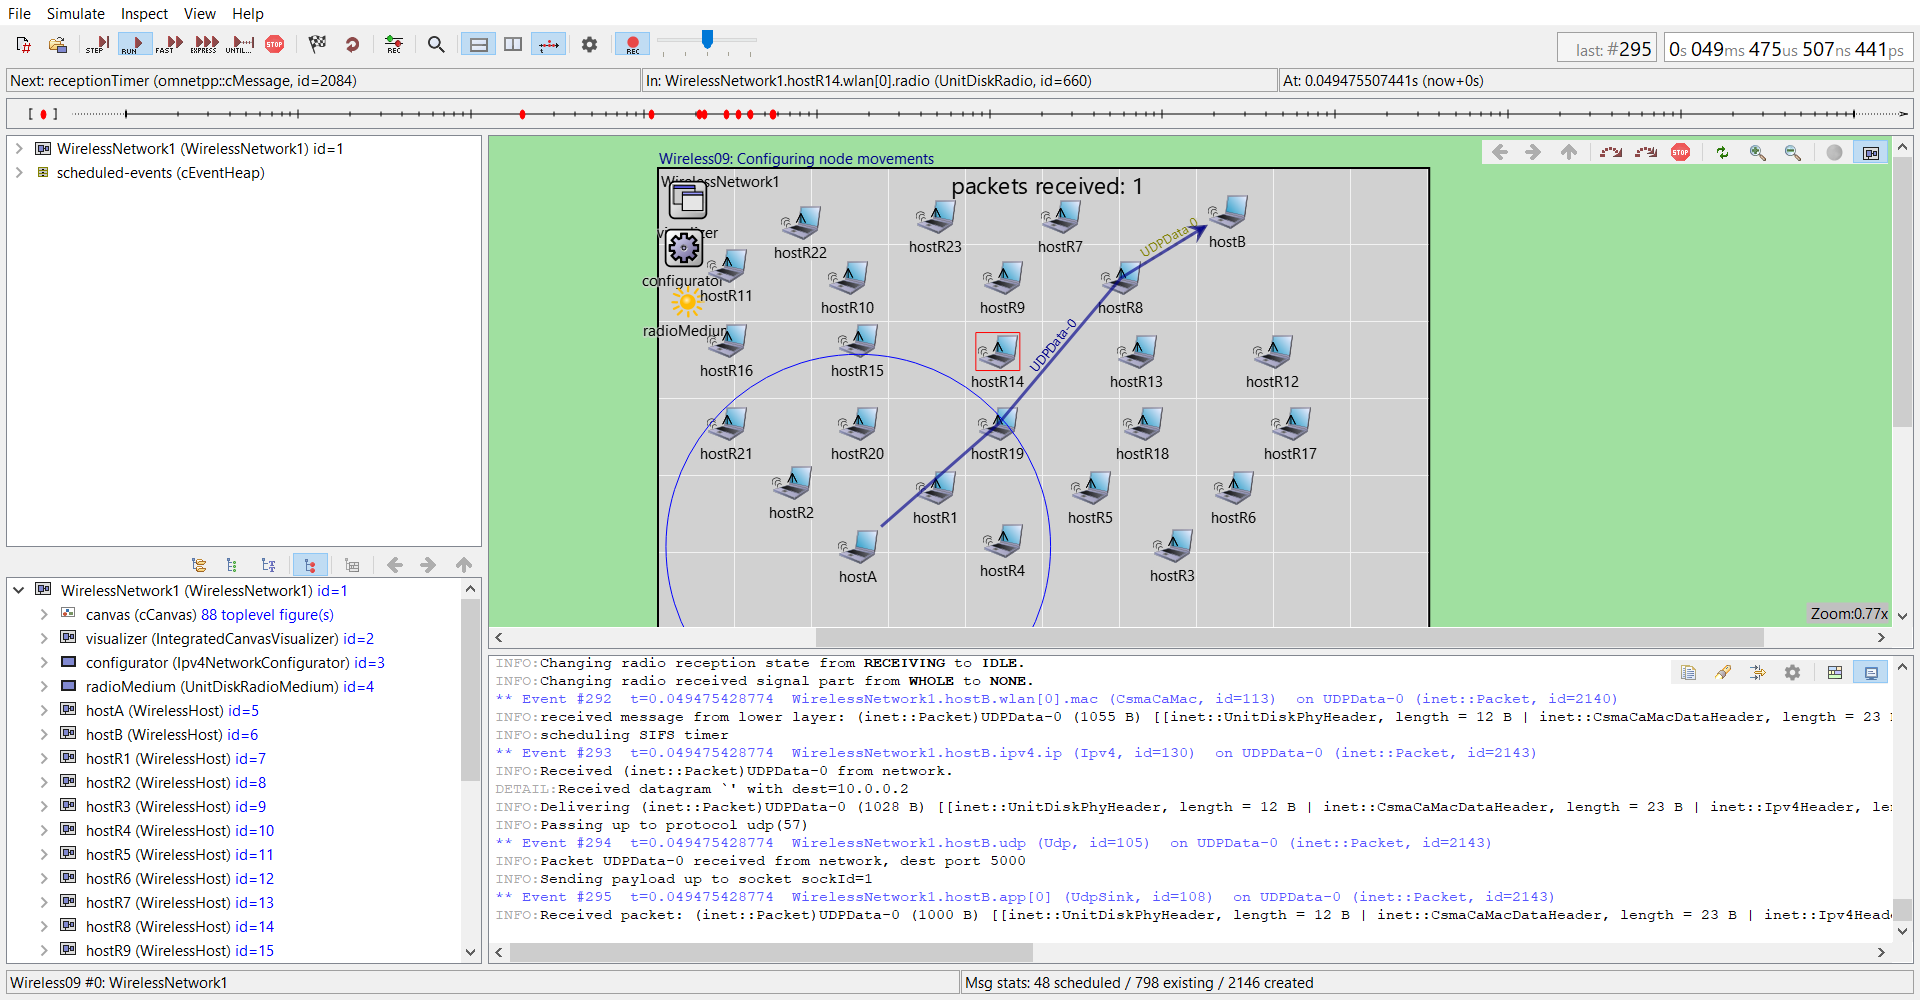 File Simulate Inspect View Help
STEP RUN FAST EXPRESS UNTIL... STOP REC REC
last: #295 0s 049ms 475us 507ns 441ps
Next: receptionTimer (omnetpp::cMessage, id=2084) In: WirelessNetwork1.hostR14.wlan[0].radio (UnitDiskRadio, id=660) At: 0.049475507441s (now+0s)
WirelessNetwork1 (WirelessNetwork1) id=1
scheduled-events (cEventHeap)
WirelessNetwork1 (WirelessNetwork1) id=1
canvas (cCanvas) 88 toplevel figure(s)
visualizer (IntegratedCanvasVisualizer) id=2
configurator (Ipv4NetworkConfigurator) id=3
radioMedium (UnitDiskRadioMedium) id=4
hostA (WirelessHost) id=5
hostB (WirelessHost) id=6
hostR1 (WirelessHost) id=7
hostR2 (WirelessHost) id=8
hostR3 (WirelessHost) id=9
hostR4 (WirelessHost) id=10
hostR5 (WirelessHost) id=11
hostR6 (WirelessHost) id=12
hostR7 (WirelessHost) id=13
hostR8 (WirelessHost) id=14
hostR9 (WirelessHost) id=15
Wireless09: Configuring node movements
STOP
WirelessNetwork1
packets received: 1
visualizer
hostR22 hostR23 hostR7 hostB
UDPData-0
configurator
hostR11 hostR10 hostR9 hostR8
radioMedium
UDPData-0
hostR16 hostR15 hostR14 hostR13 hostR12
hostR21 hostR20 hostR19 hostR18 hostR17
hostR2 hostR1 hostR5 hostR6
hostA hostR4 hostR3
Zoom:0.77x
INFO:Changing radio reception state from RECEIVING to IDLE.
INFO:Changing radio received signal part from WHOLE to NONE.
** Event #292 t=0.049475428774 WirelessNetwork1.hostB.wlan[0].mac (CsmaCaMac, id=113) on UDPData-0 (inet::Packet, id=2140)
INFO:received message from lower layer: (inet::Packet)UDPData-0 (1055 B) [[inet::UnitDiskPhyHeader, length = 12 B | inet::CsmaCaMacDataHeader, length = 23
INFO:scheduling SIFS timer
** Event #293 t=0.049475428774 WirelessNetwork1.hostB.ipv4.ip (Ipv4, id=130) on UDPData-0 (inet::Packet, id=2143)
INFO:Received (inet::Packet)UDPData-0 from network.
DETAIL:Received datagram `' with dest=10.0.0.2
INFO:Delivering (inet::Packet)UDPData-0 (1028 B) [[inet::UnitDiskPhyHeader, length = 12 B | inet::CsmaCaMacDataHeader, length = 23 B | inet::Ipv4Header, le
INFO:Passing up to protocol udp(57)
** Event #294 t=0.049475428774 WirelessNetwork1.hostB.udp (Udp, id=105) on UDPData-0 (inet::Packet, id=2143)
INFO:Packet UDPData-0 received from network, dest port 5000
INFO:Sending payload up to socket sockId=1
** Event #295 t=0.049475428774 WirelessNetwork1.hostB.app[0] (UdpSink, id=108) on UDPData-0 (inet::Packet, id=2143)
INFO:Received packet: (inet::Packet)UDPData-0 (1000 B) [[inet::UnitDiskPhyHeader, length = 12 B | inet::CsmaCaMacDataHeader, length = 23 B | inet::Ipv4Head
Wireless09 #0: WirelessNetwork1 Msg stats: 48 scheduled / 798 existing / 2146 created